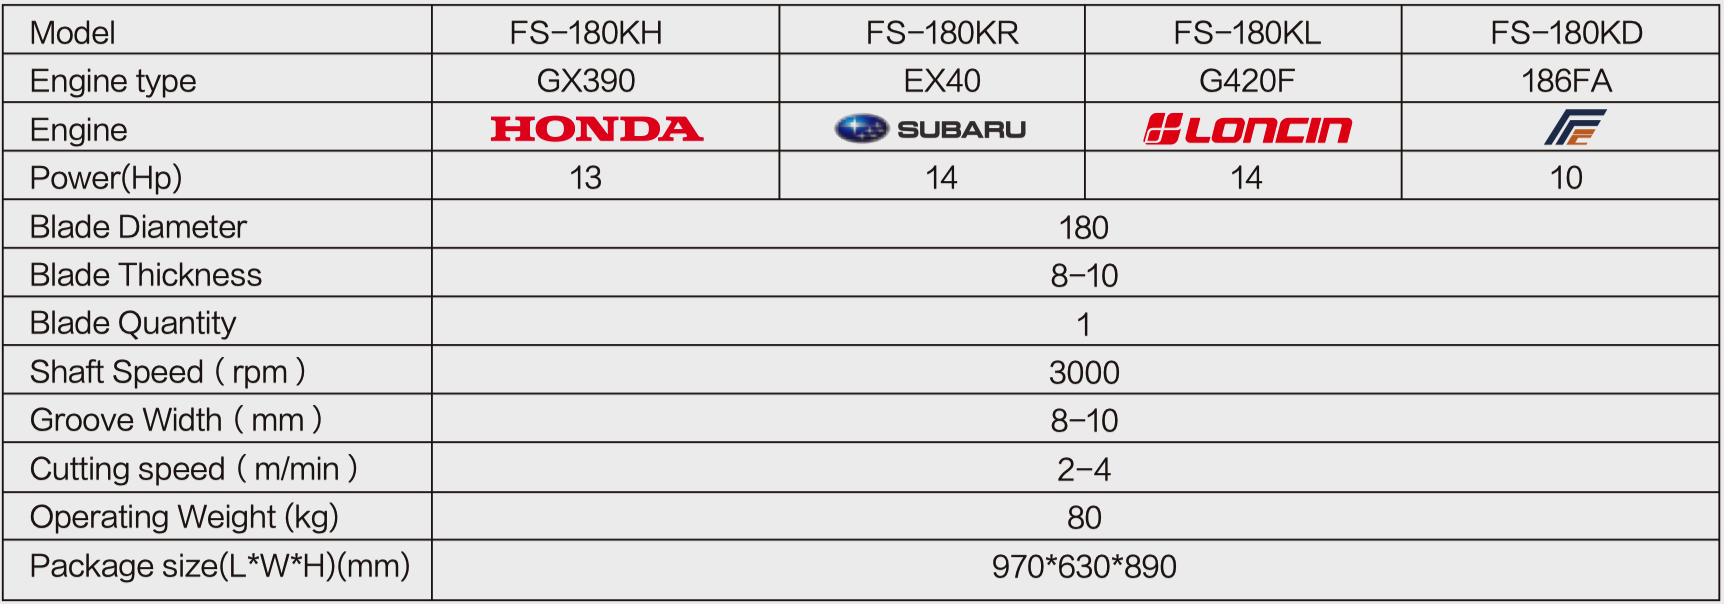 Model FS-180KH FS-180KR FS-180KL FS-180KD
Engine type GX390 EX40 G420F 186FA
Engine HONDA SUBARU LONCIN
Power(Hp) 13 14 14 10
Blade Diameter 180
Blade Thickness 8-10
Blade Quantity 1
Shaft Speed ( rpm ) 3000
Groove Width ( mm ) 8-10
Cutting speed ( m/min ) 2-4
Operating Weight (kg) 80
Package size(L*W*H)(mm) 970*630*890